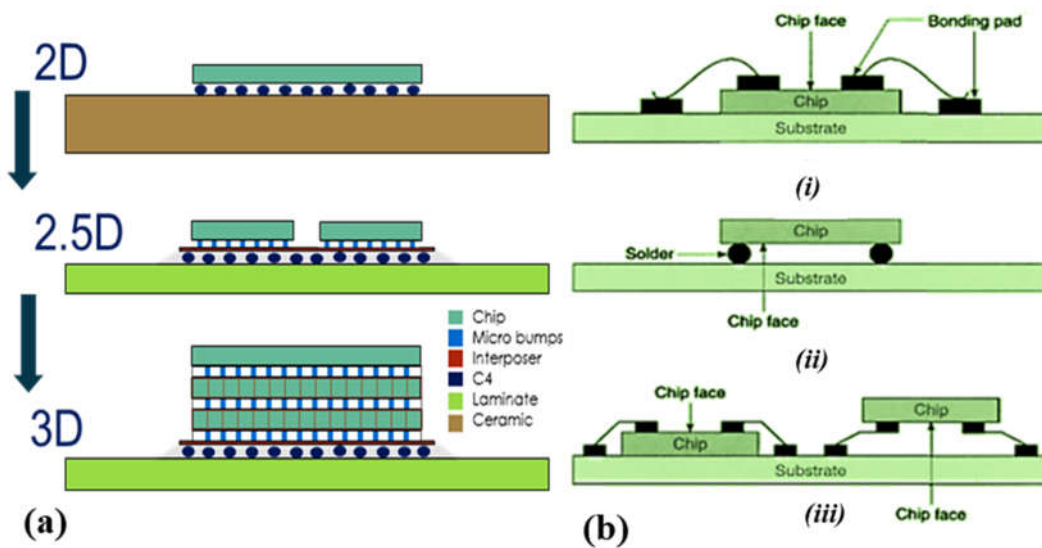 2D
2.5D
3D
Chip
Micro bumps
Interposer
C4
Laminate
Ceramic
(a)
Chip face
Bonding pad
Chip
Substrate
(i)
Chip
Solder
Substrate
Chip face
(ii)
Chip face
Chip
Chip
Substrate
Chip face
(iii)
(b)